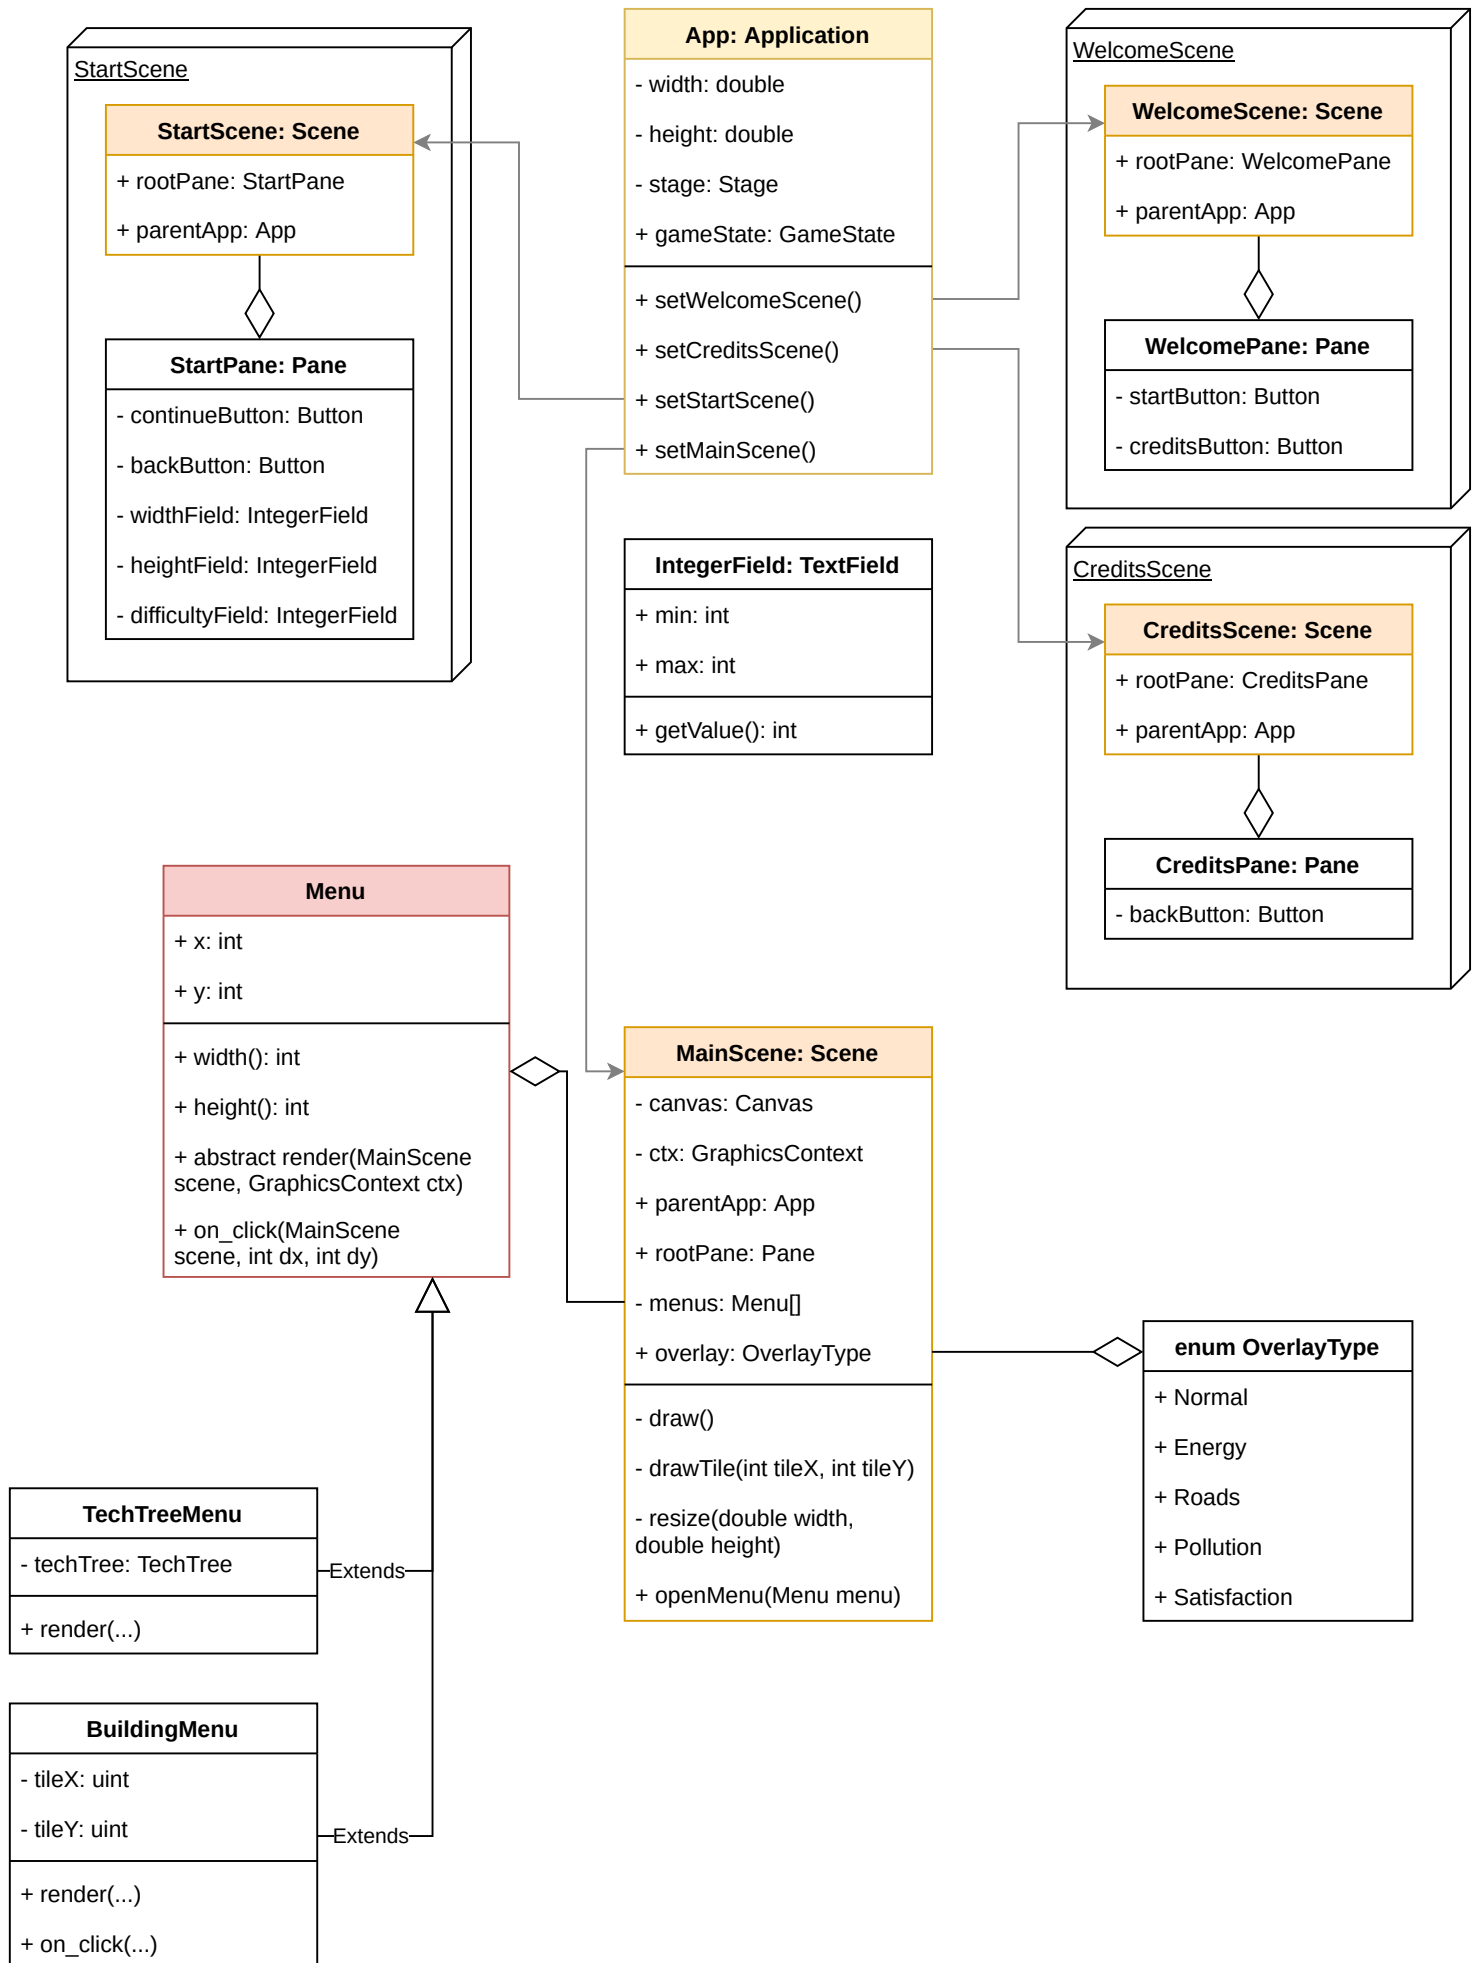 StartScene
StartScene: Scene
+ rootPane: StartPane
+ parentApp: App
StartPane: Pane
- continueButton: Button
- backButton: Button
- widthField: IntegerField
- heightField: IntegerField
- difficultyField: IntegerField
App: Application
- width: double
- height: double
- stage: Stage
+ gameState: GameState
+ setWelcomeScene()
+ setCreditsScene()
+ setStartScene()
+ setMainScene()
WelcomeScene
WelcomeScene: Scene
+ rootPane: WelcomePane
+ parentApp: App
WelcomePane: Pane
- startButton: Button
- creditsButton: Button
IntegerField: TextField
+ min: int
+ max: int
+ getValue(): int
CreditsScene
CreditsScene: Scene
+ rootPane: CreditsPane
+ parentApp: App
CreditsPane: Pane
- backButton: Button
Menu
+ x: int
+ y: int
+ width(): int
+ height(): int
+ abstract render(MainScene
scene, GraphicsContext ctx)
+ on_click(MainScene
scene, int dx, int dy)
MainScene: Scene
- canvas: Canvas
- ctx: GraphicsContext
+ parentApp: App
+ rootPane: Pane
- menus: Menu[]
+ overlay: OverlayType
- draw()
- drawTile(int tileX, int tileY)
- resize(double width,
double height)
+ openMenu(Menu menu)
enum OverlayType
+ Normal
+ Energy
+ Roads
+ Pollution
+ Satisfaction
TechTreeMenu
- techTree: TechTree
+ render(...)
Extends
BuildingMenu
- tileX: uint
- tileY: uint
+ render(...)
+ on_click(...)
Extends